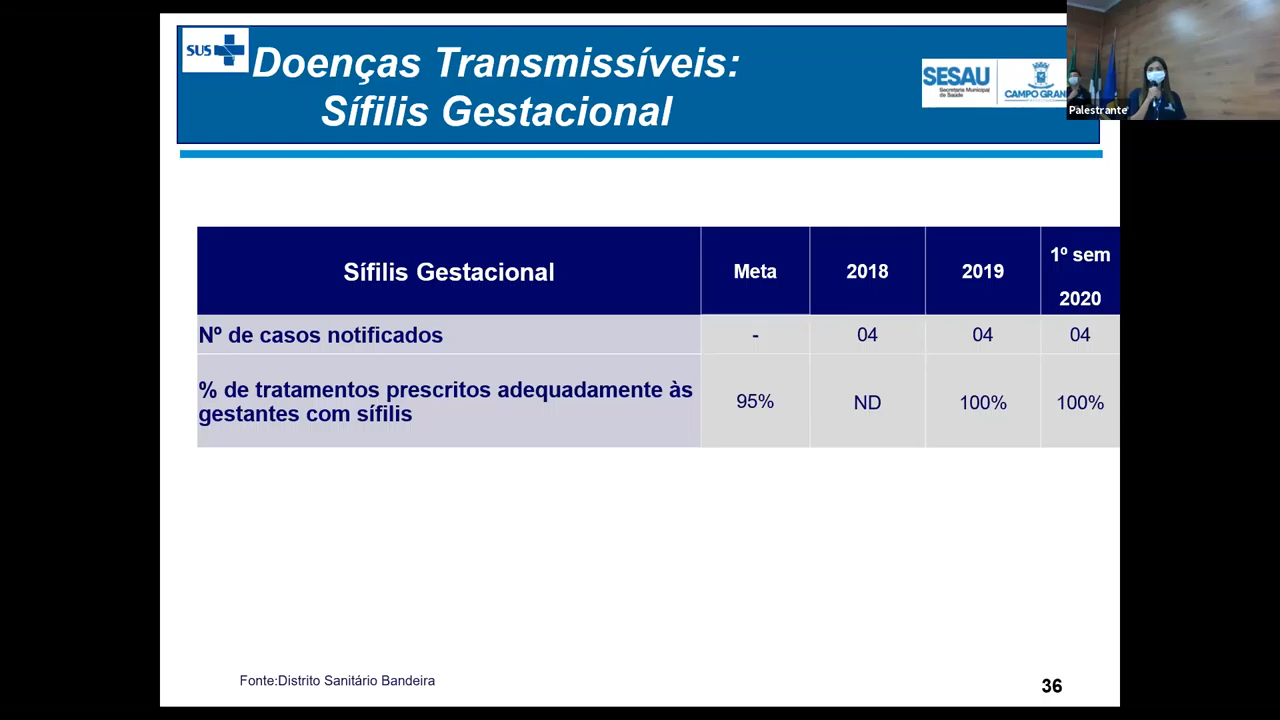 SUS
Doenças Transmissíveis:
Sífilis Gestacional
SESAU
Secretaria Municipal
de Saúde
CAMPO GRAN
Palestrante
Sífilis Gestacional
Meta
2018
2019
1º sem
2020
Nº de casos notificados
-
04
04
04
% de tratamentos prescritos adequadamente às
gestantes com sífilis
95%
ND
100%
100%
Fonte:Distrito Sanitário Bandeira
36